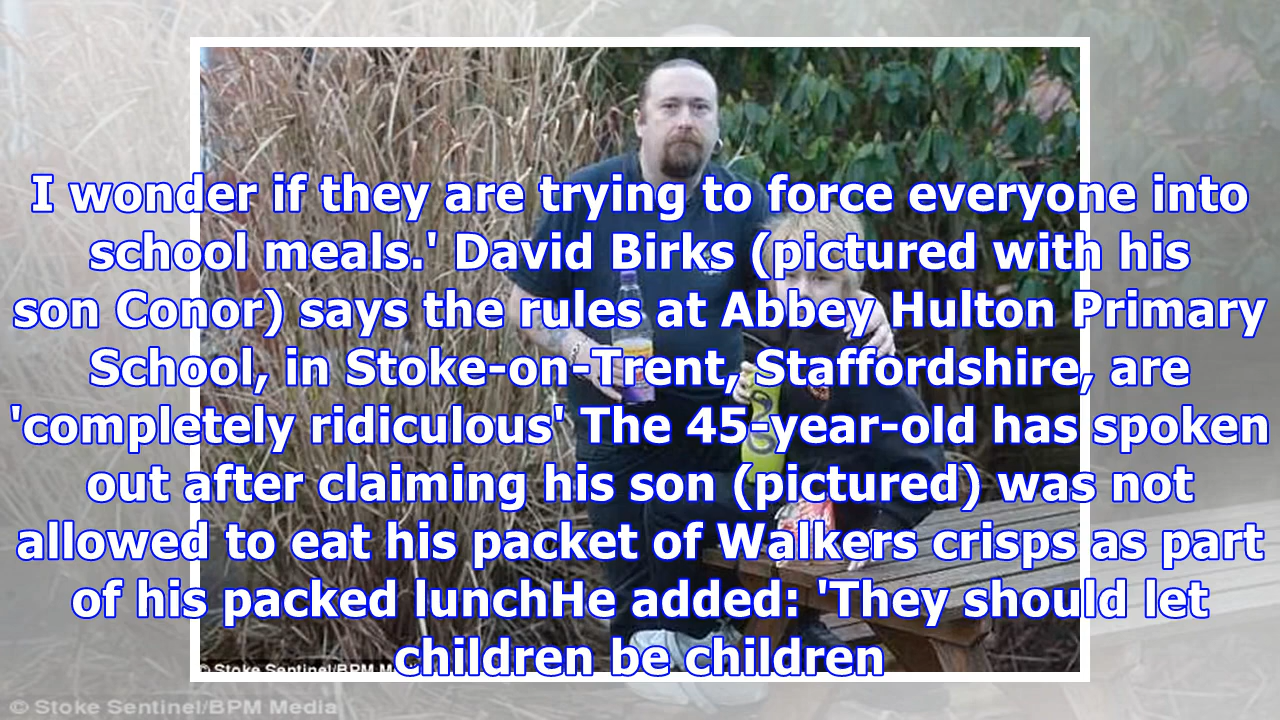 I wonder if they are trying to force everyone into
school meals.' David Birks (pictured with his
son Conor) says the rules at Abbey Hulton Primary
School, in Stoke-on-Trent, Staffordshire, are
'completely ridiculous' The 45-year-old has spoken
out after claiming his son (pictured) was not
allowed to eat his packet of Walkers crisps as part
of his packed lunchHe added: 'They should let
children be children
© Stoke Sentinel/BPM M
© Stoke Sentinel/BPM Media